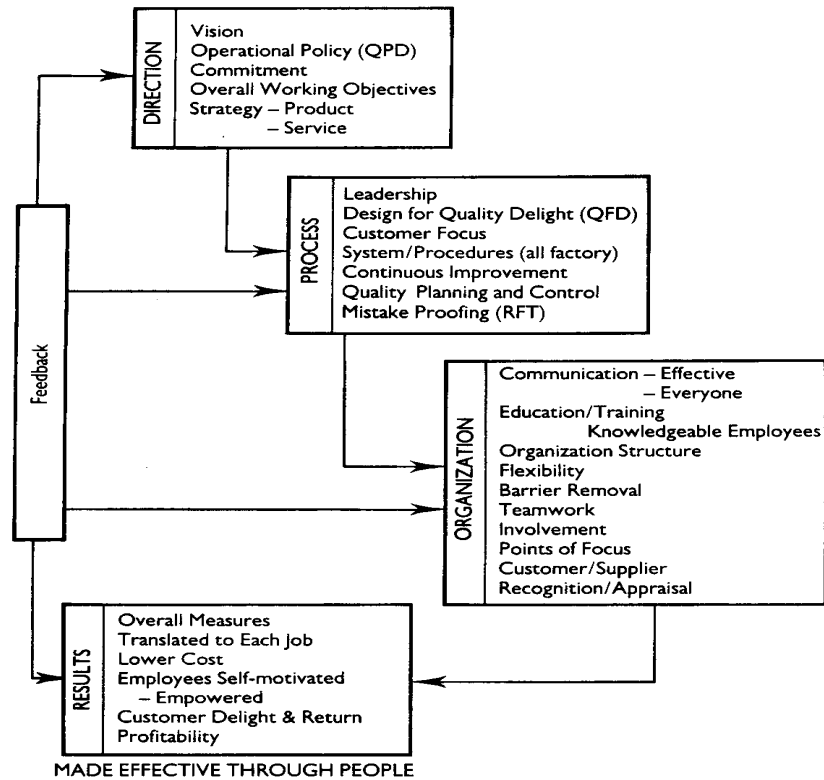 DIRECTION
Vision
Operational Policy (QPD)
Commitment
Overall Working Objectives
Strategy – Product
– Service
PROCESS
Leadership
Design for Quality Delight (QFD)
Customer Focus
System/Procedures (all factory)
Continuous Improvement
Quality Planning and Control
Mistake Proofing (RFT)
Feedback
ORGANIZATION
Communication – Effective
– Everyone
Education/Training
Knowledgeable Employees
Organization Structure
Flexibility
Barrier Removal
Teamwork
Involvement
Points of Focus
Customer/Supplier
Recognition/Appraisal
RESULTS
Overall Measures
Translated to Each Job
Lower Cost
Employees Self-motivated
– Empowered
Customer Delight & Return
Profitability
MADE EFFECTIVE THROUGH PEOPLE